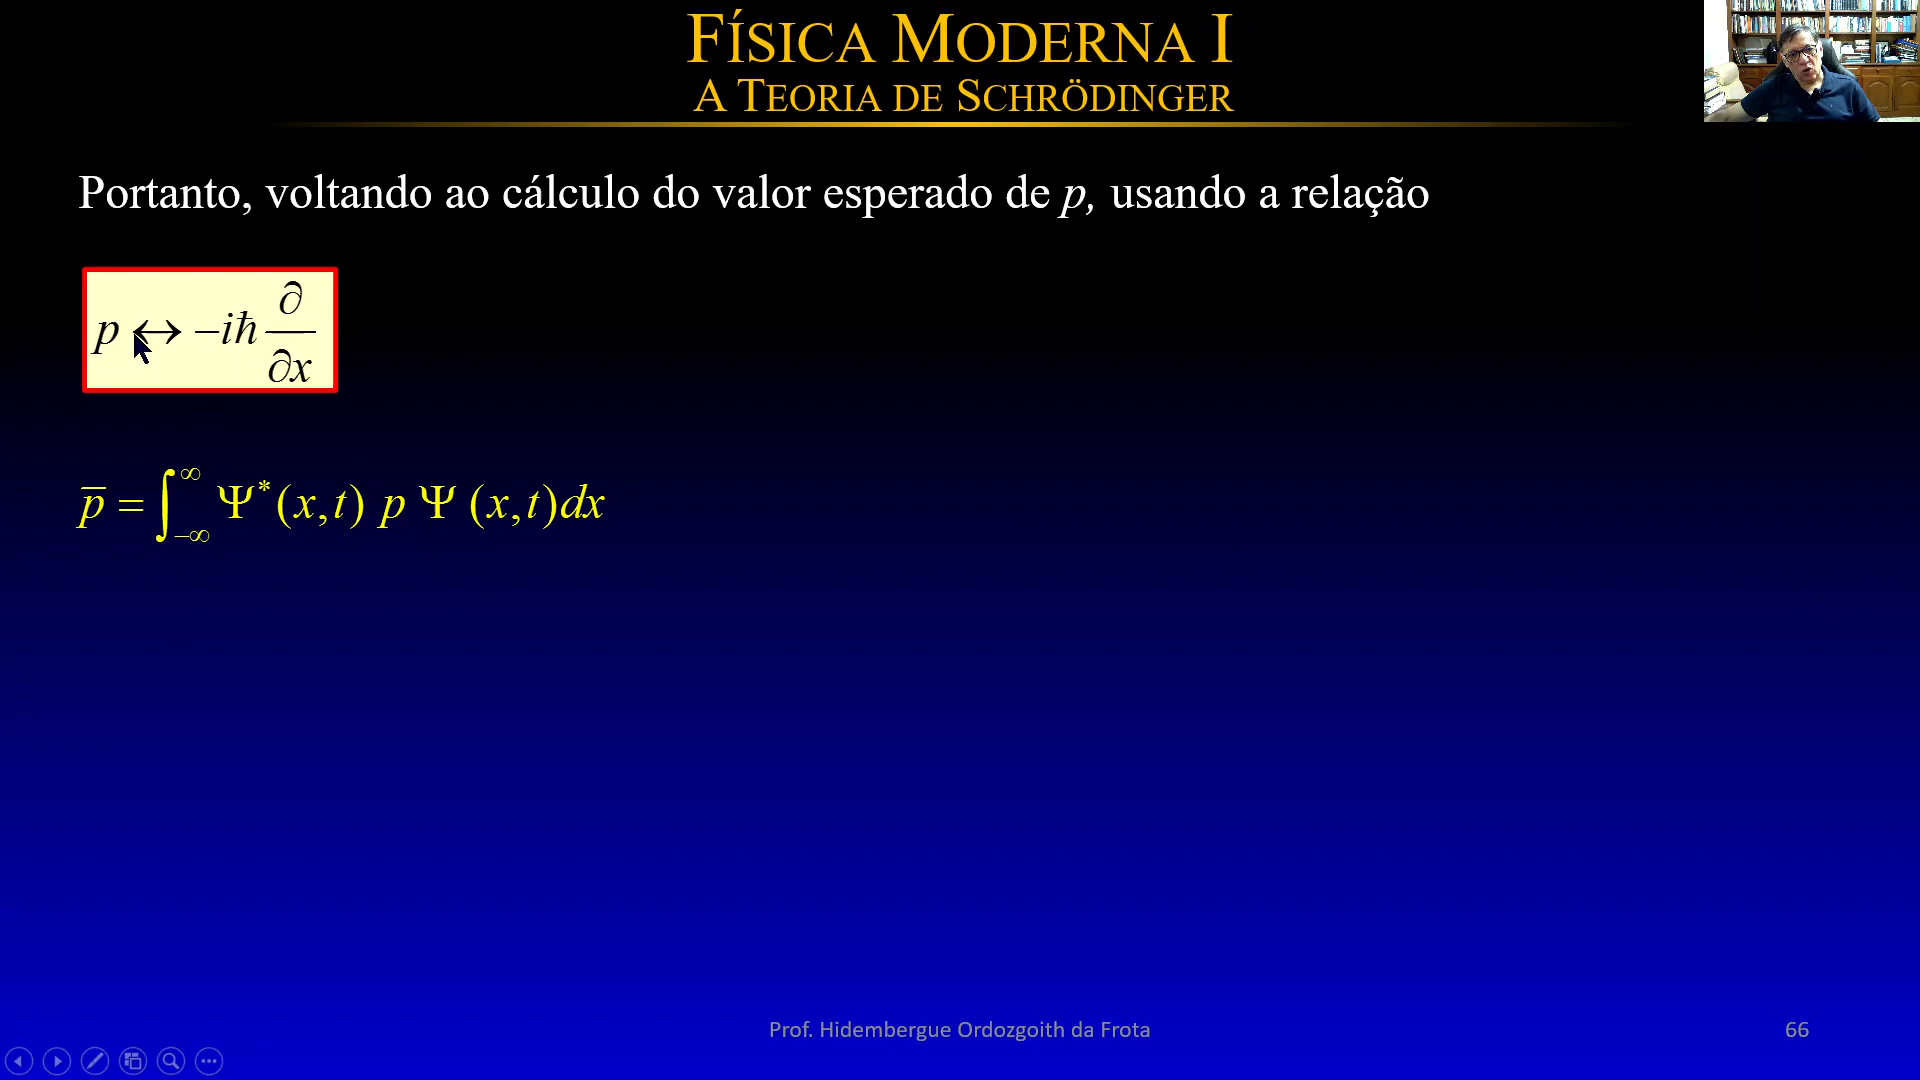 FÍSICA MODERNA I
A TEORIA DE SCHRÖDINGER
Portanto, voltando ao cálculo do valor esperado de p, usando a relação
p ↔ −iħ ∂/∂x
p̅ = ∫_{−∞}^{∞} Ψ*(x,t) p Ψ (x,t)dx
Prof. Hidembergue Ordozgoith da Frota
66